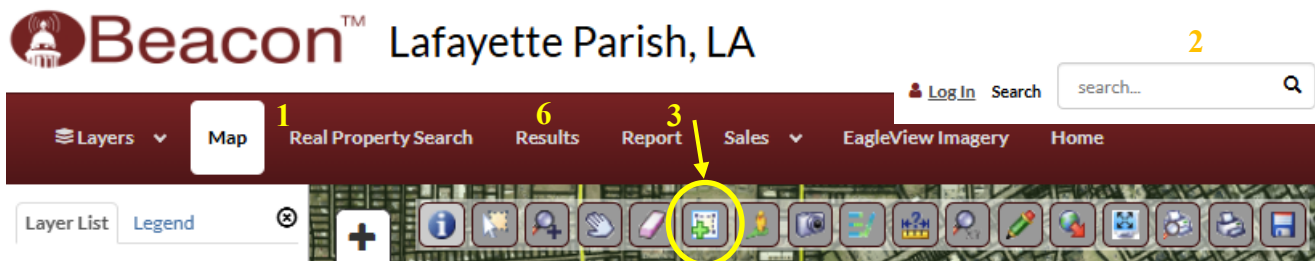 Beacon™ Lafayette Parish, LA
2
Log In Search search...
1 6 3
Layers Map Real Property Search Results Report Sales EagleView Imagery Home
Layer List Legend